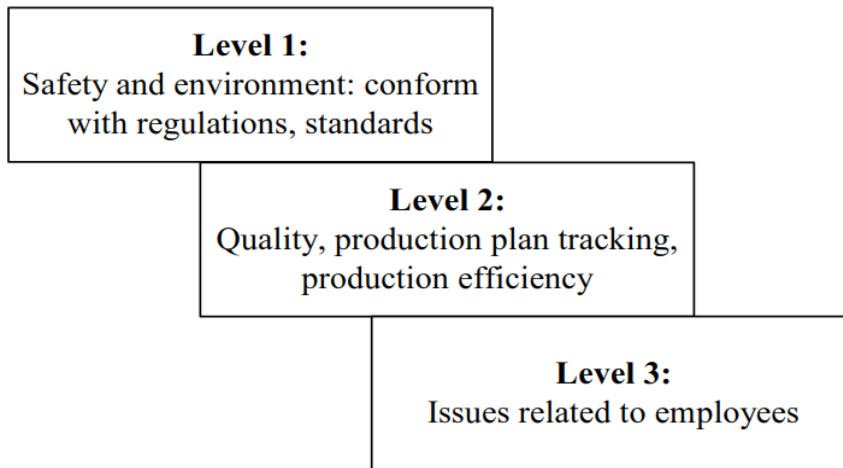 Level 1:
Safety and environment: conform
with regulations, standards
Level 2:
Quality, production plan tracking,
production efficiency
Level 3:
Issues related to employees